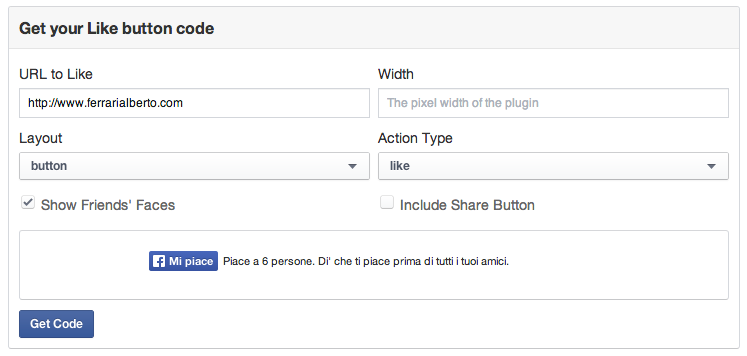 Get your Like button code
URL to Like
Width
http://www.ferrarialberto.com
The pixel width of the plugin
Layout
Action Type
button
like
Show Friends' Faces
Include Share Button
Mi piace
Piace a 6 persone. Di' che ti piace prima di tutti i tuoi amici.
Get Code